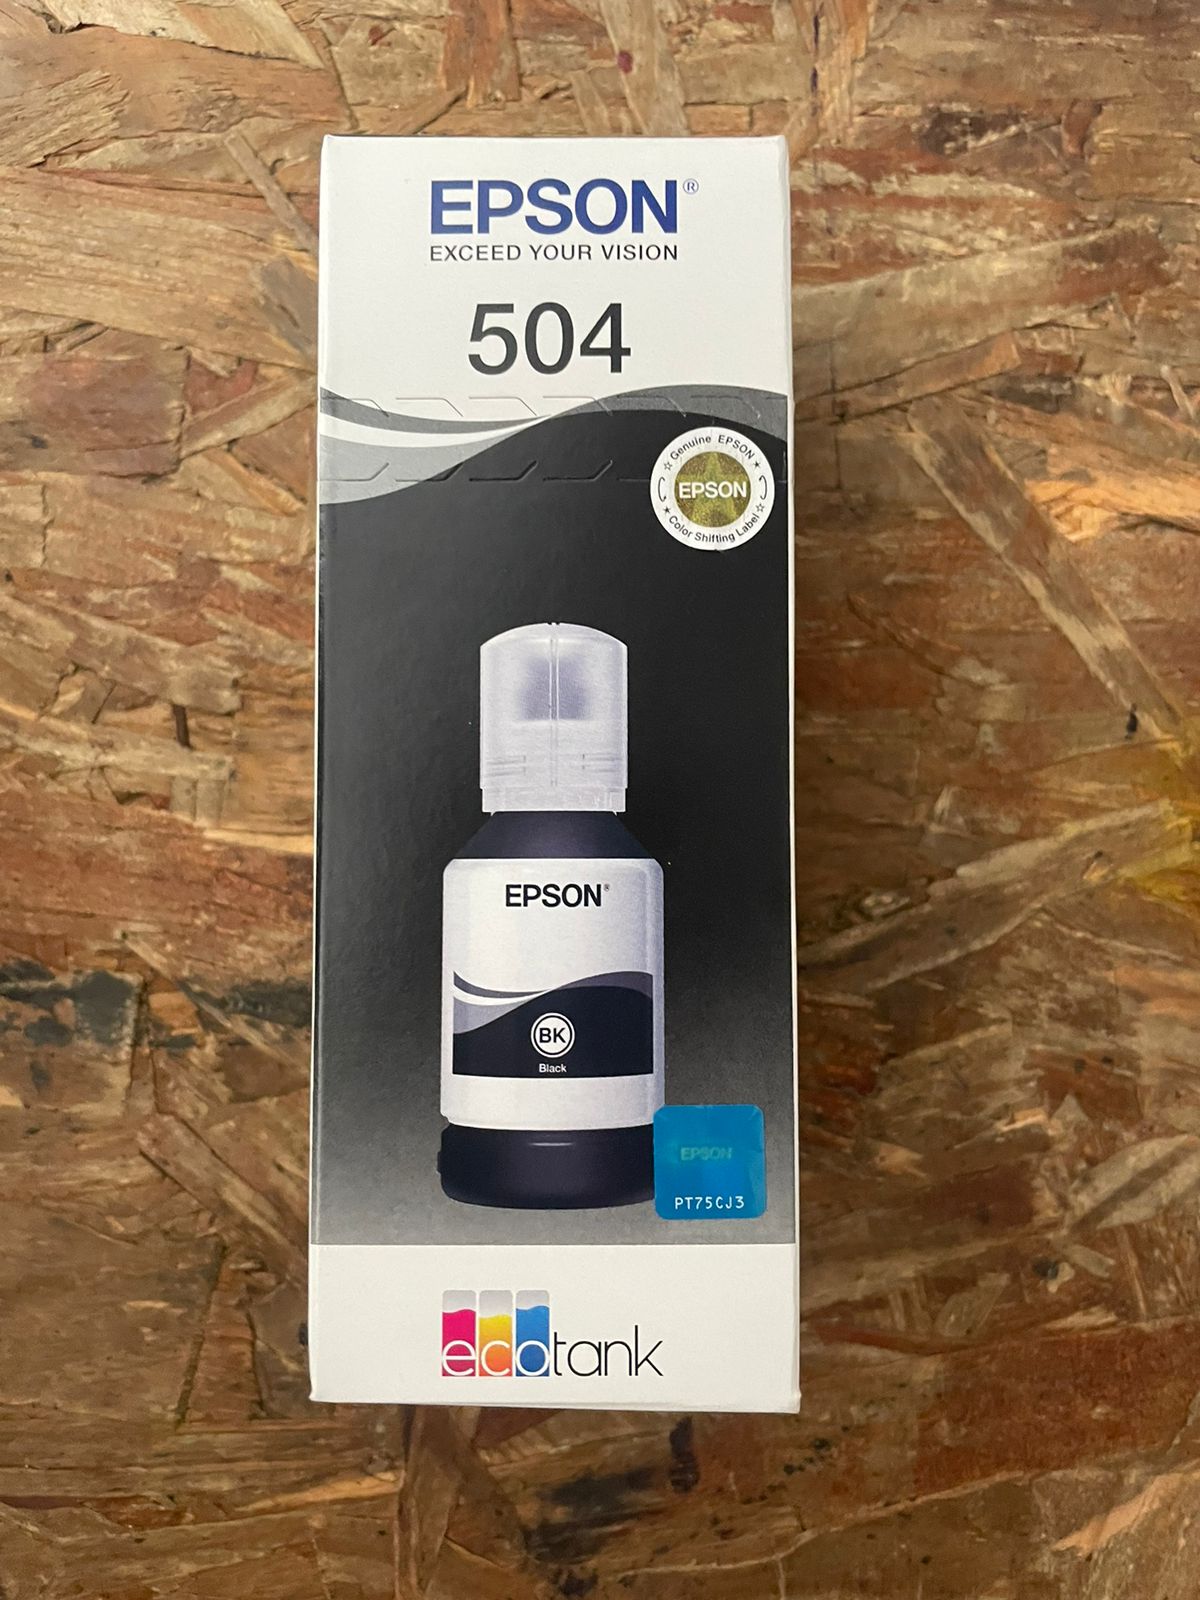 EPSON®
EXCEED YOUR VISION
504
☆ Genuine EPSON ★
EPSON
★ Color Shifting Label ☆
EPSON®
BK
Black
EPSON
PT75CJ3
ecotank